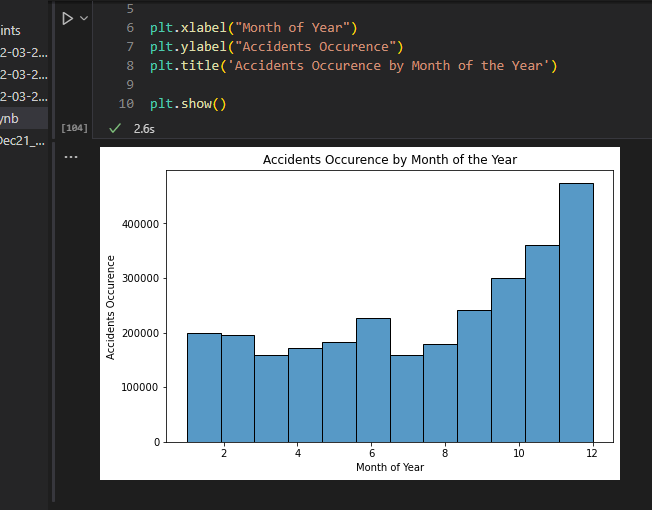 5
ints
6 plt.xlabel("Month of Year")
2-03-2...
7 plt.ylabel("Accidents Occurence")
2-03-2...
8 plt.title('Accidents Occurence by Month of the Year')
2-03-2...
9
ynb
10 plt.show()
[104] 2.6s
Dec21_...
...
Accidents Occurence by Month of the Year
Accidents Occurence
400000
300000
200000
100000
0
2 4 6 8 10 12
Month of Year